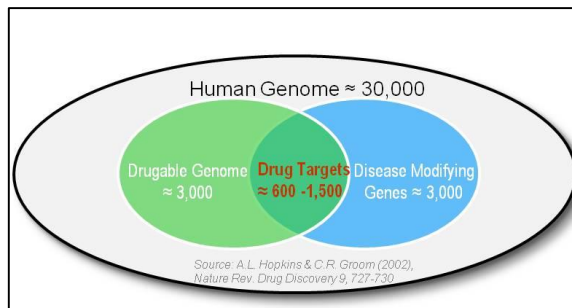 Human Genome ≈ 30,000
Drugable Genome
≈ 3,000
Drug Targets
≈ 600 -1,500
Disease Modifying
Genes ≈ 3,000
Source: A.L. Hopkins & C.R. Groom (2002),
Nature Rev. Drug Discovery 9, 727-730